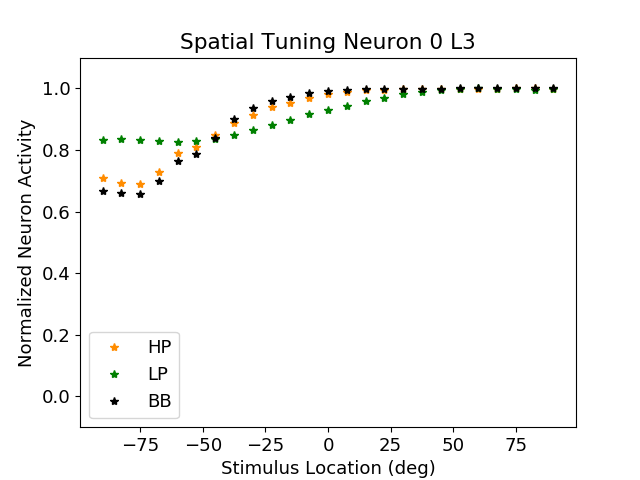 Spatial Tuning Neuron 0 L3
Normalized Neuron Activity
1.0
0.8
0.6
0.4
0.2
0.0
HP
LP
BB
−75 −50 −25 0 25 50 75
Stimulus Location (deg)